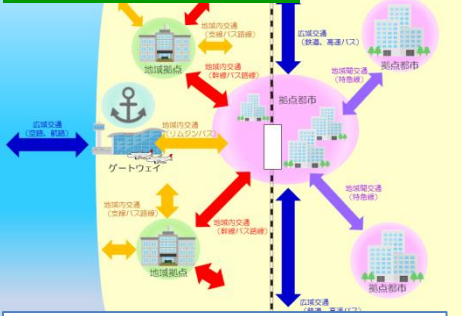 地域内交通
(支線バス路線)
広域交通
(鉄道、高速バス)
地域拠点
拠点都市
地域内交通
(幹線バス路線)
地域間交通
(特急線)
拠点都市
広域交通
(空路、航路)
地域内交通
(リムジンバス)
ゲートウェイ
地域内交通
(支線バス路線)
地域間交通
(特急線)
地域内交通
(幹線バス路線)
地域拠点
拠点都市
広域交通
(鉄道、高速バス)